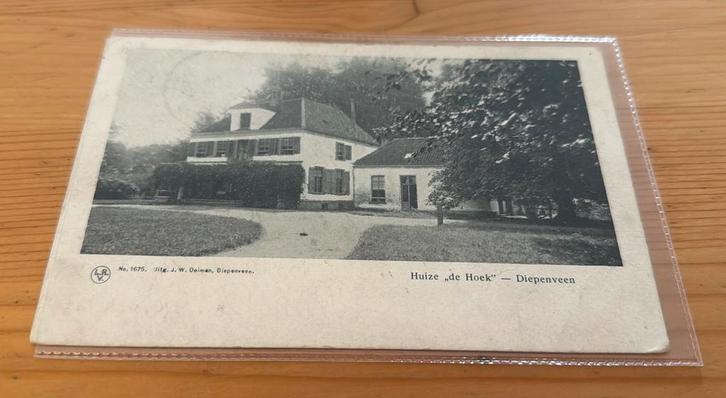 No. 1675. Uitg. J. W. Oolman, Diepenveen.
Huize „de Hoek” — Diepenveen